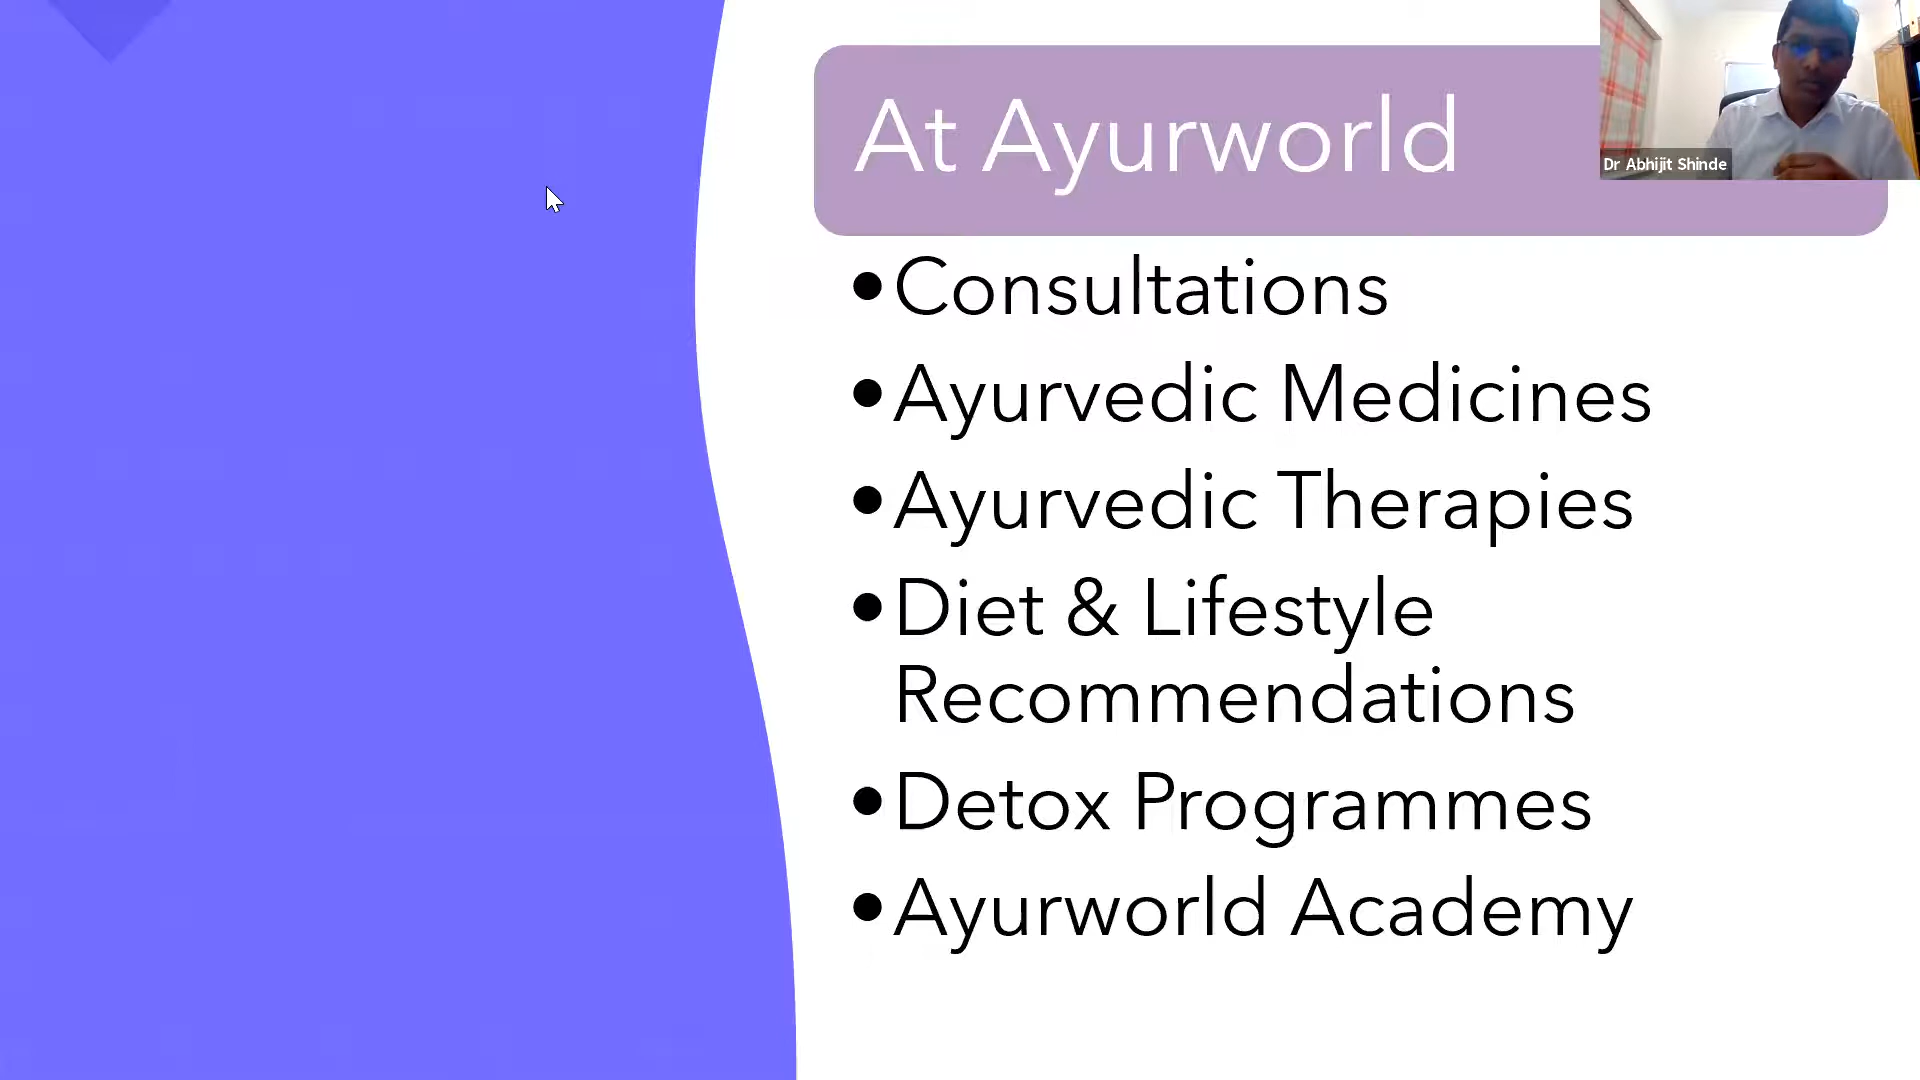 At Ayurworld
Dr Abhijit Shinde
•Consultations
•Ayurvedic Medicines
•Ayurvedic Therapies
•Diet & Lifestyle
Recommendations
•Detox Programmes
•Ayurworld Academy